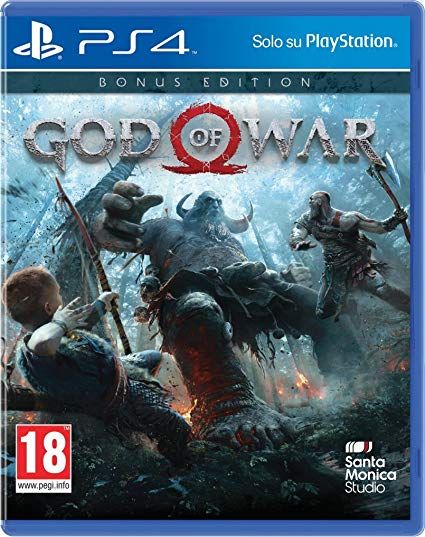 PS4
Solo su PlayStation.
BONUS EDITION
GOD OF WAR
18
www.pegi.info
Santa
Monica
Studio